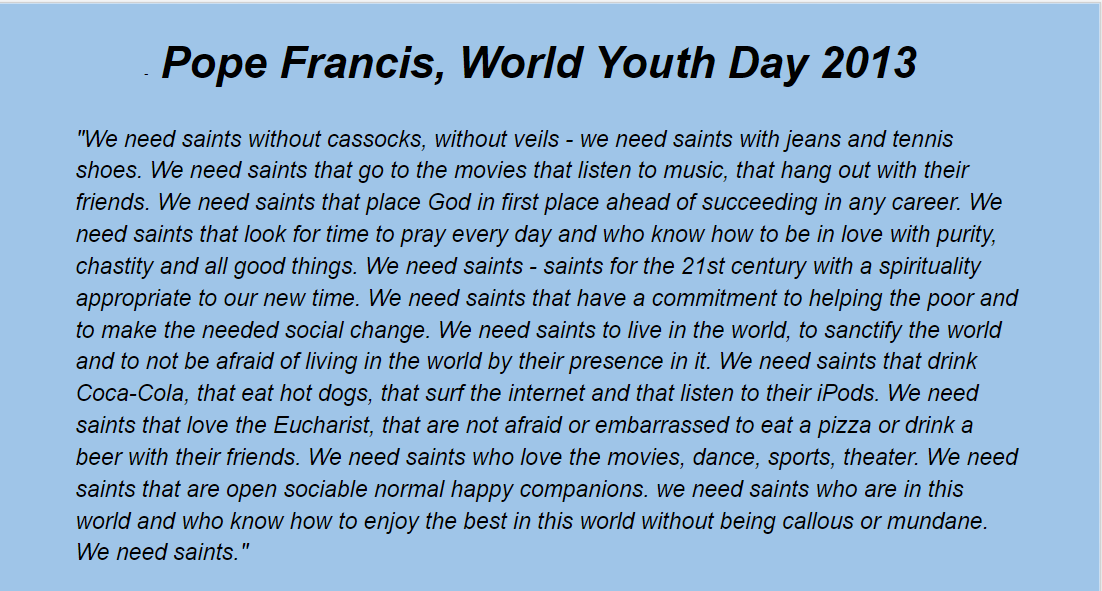 - Pope Francis, World Youth Day 2013
"We need saints without cassocks, without veils - we need saints with jeans and tennis
shoes. We need saints that go to the movies that listen to music, that hang out with their
friends. We need saints that place God in first place ahead of succeeding in any career. We
need saints that look for time to pray every day and who know how to be in love with purity,
chastity and all good things. We need saints - saints for the 21st century with a spirituality
appropriate to our new time. We need saints that have a commitment to helping the poor and
to make the needed social change. We need saints to live in the world, to sanctify the world
and to not be afraid of living in the world by their presence in it. We need saints that drink
Coca-Cola, that eat hot dogs, that surf the internet and that listen to their iPods. We need
saints that love the Eucharist, that are not afraid or embarrassed to eat a pizza or drink a
beer with their friends. We need saints who love the movies, dance, sports, theater. We need
saints that are open sociable normal happy companions. we need saints who are in this
world and who know how to enjoy the best in this world without being callous or mundane.
We need saints."